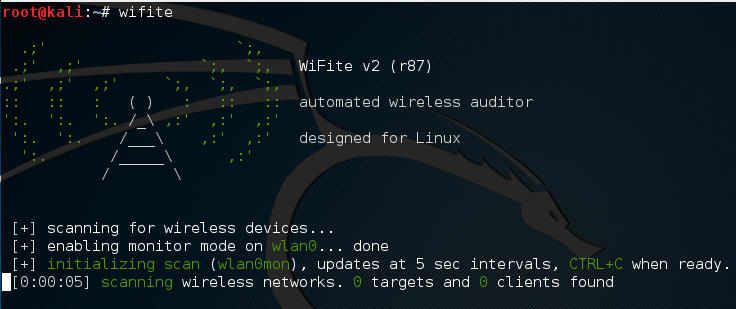 root@kali:~# wifite
WiFite v2 (r87)
automated wireless auditor
designed for Linux
[+] scanning for wireless devices...
[+] enabling monitor mode on wlan0... done
[+] initializing scan (wlan0mon), updates at 5 sec intervals, CTRL+C when ready.
[0:00:05] scanning wireless networks. 0 targets and 0 clients found